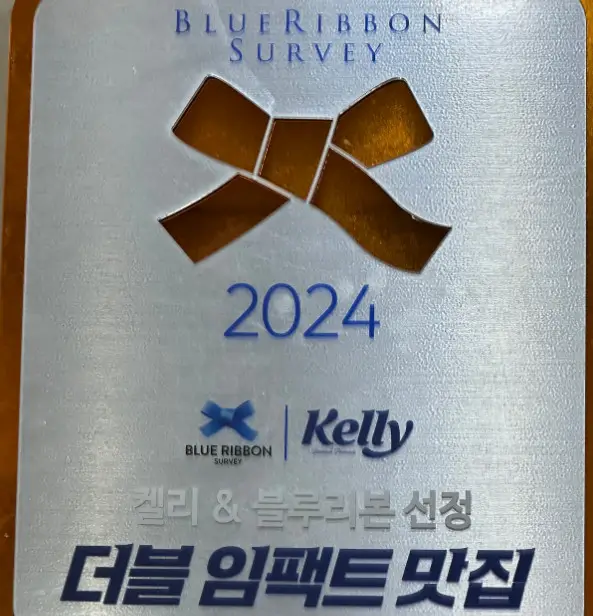 BLUERIBBON
SURVEY
2024
BLUE RIBBON
SURVEY
Kelly
켈리 & 블루리본 선정
더블 임팩트 맛집